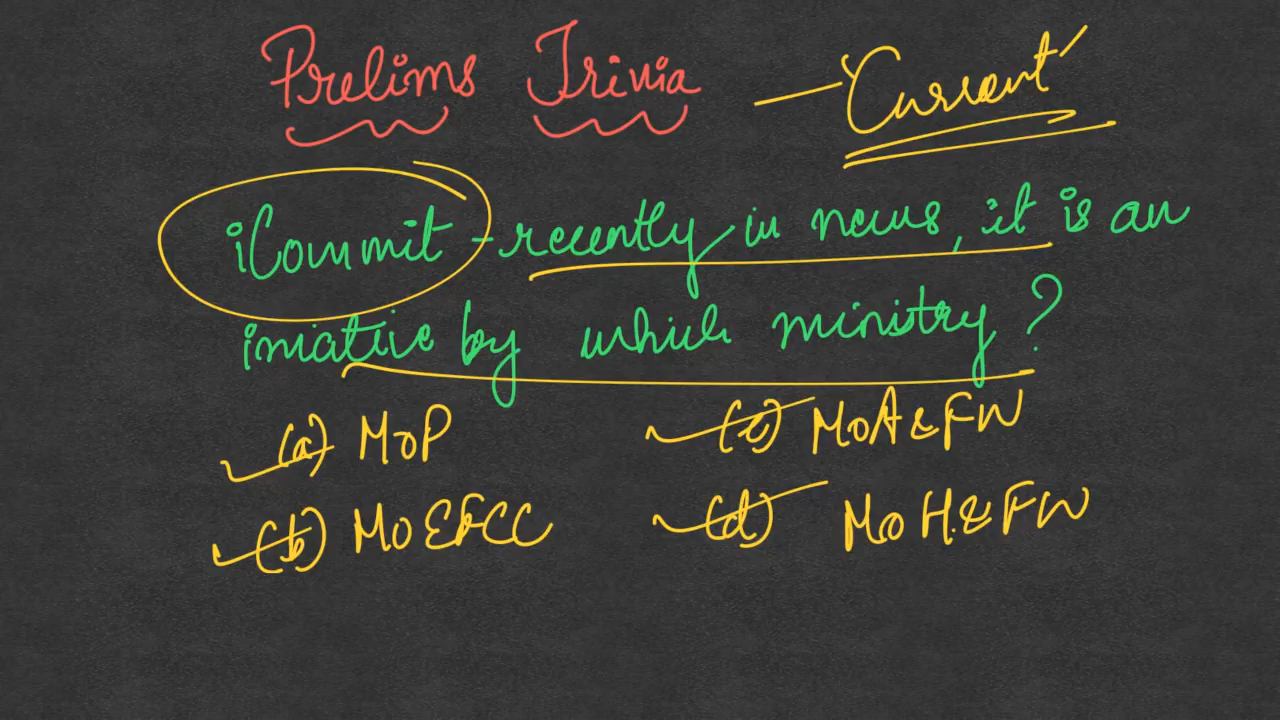 Prelims Trivia - 'Current'
iCommit - recently in news, it is an
iniative by which ministry ?
(a) MoP (c) MoA&FW
(b) MoEFCC (d) MoH&FW